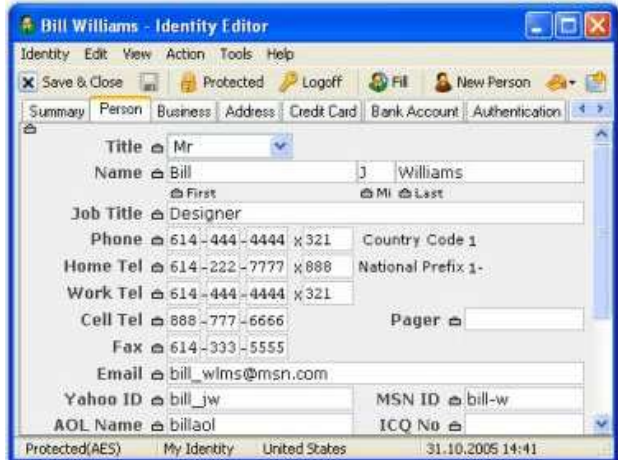 Bill Williams - Identity Editor
Identity Edit View Action Tools Help
Save & Close Protected Logoff Fill New Person
Summary Person Business Address Credit Card Bank Account Authentication
Title Mr
Name Bill J Williams
First MI Last
Job Title Designer
Phone 614-444-4444 x 321 Country Code 1
Home Tel 614-222-7777 x 888 National Prefix 1-
Work Tel 614-444-4444 x 321
Cell Tel 888-777-6666 Pager
Fax 614-333-5555
Email bill_wlms@msn.com
Yahoo ID bill_jw MSN ID bill-w
AOL Name billaol ICQ No
Protected(AES) My Identity United States 31.10.2005 14:41